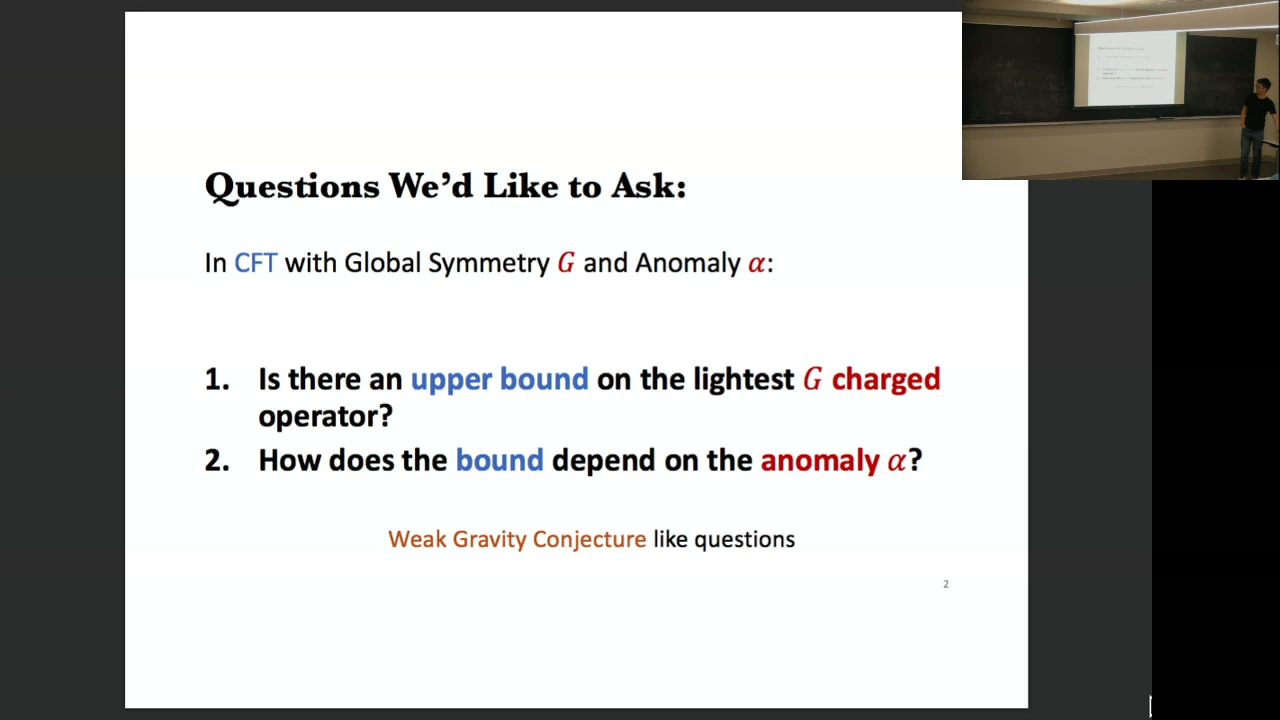 Questions We'd Like to Ask:
In CFT with Global Symmetry G and Anomaly α:
1. Is there an upper bound on the lightest G charged
operator?
2. How does the bound depend on the anomaly α?
Weak Gravity Conjecture like questions
2